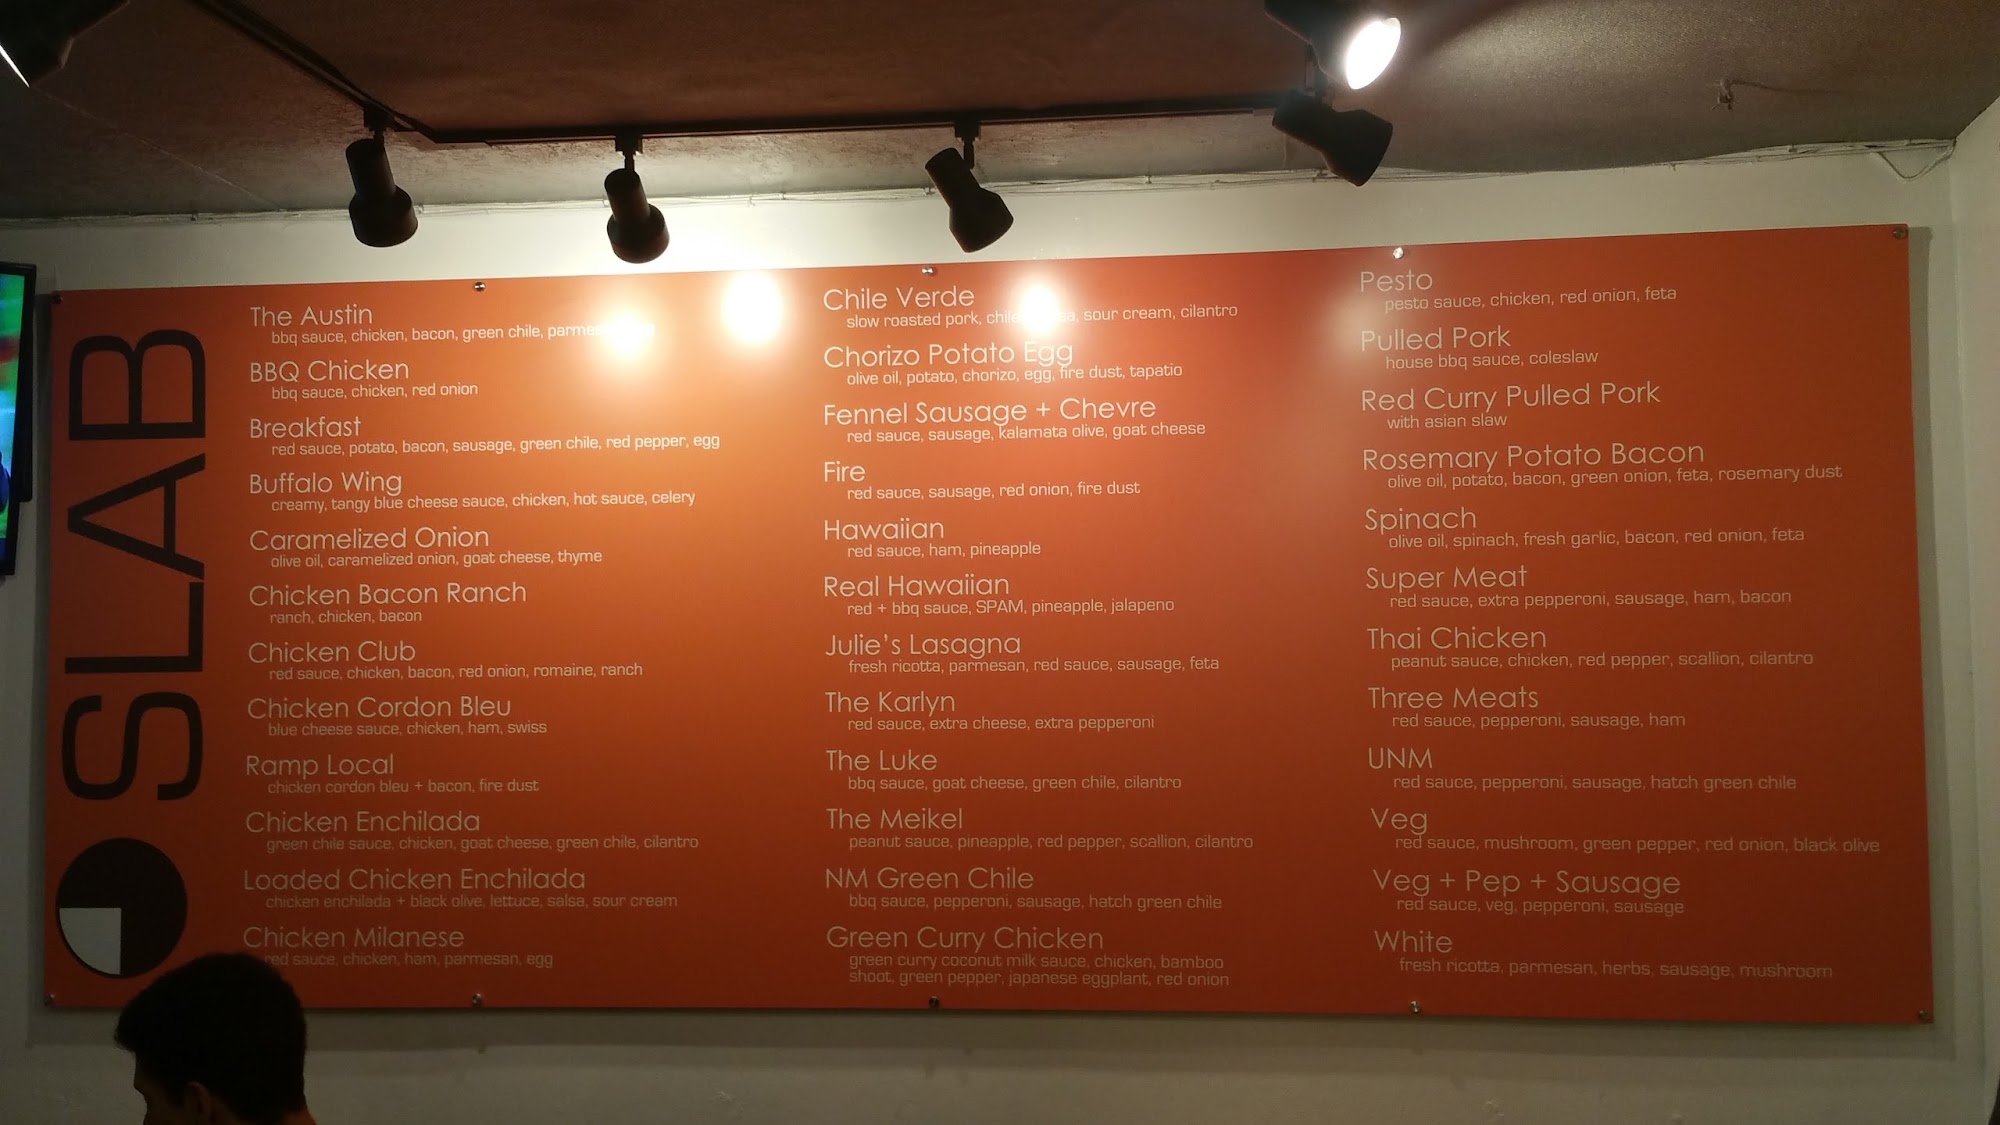 SLAB
The Austin
bbq sauce, chicken, bacon, green chile,
BBQ Chicken
bbq sauce, chicken, red onion
Breakfast
red sauce, potato, bacon, sausage, green chile, red pepper, egg
Buffalo Wing
creamy, tangy blue cheese sauce, chicken, hot sauce, celery
Caramelized Onion
olive oil, caramelized onion, goat cheese, thyme
Chicken Bacon Ranch
ranch, chicken, bacon
Chicken Club
red sauce, chicken, bacon, red onion, romaine, ranch
Chicken Cordon Bleu
blue cheese sauce, chicken, ham, swiss
Ramp Local
chicken cordon bleu + bacon, fire dust
Chicken Enchilada
green chile sauce, chicken, goat cheese, green chile, cilantro
Loaded Chicken Enchilada
chicken enchilada + black olive, lettuce, salsa, sour cream
Chicken Milanese
red sauce, chicken, ham, parmesan, egg
Chile Verde
slow roasted pork, sour cream, cilantro
Chorizo Potato Egg
olive oil, potato, chorizo, egg, fire dust, tapatio
Fennel Sausage + Chevre
red sauce, sausage, kalamata olive, goat cheese
Fire
red sauce, sausage, red onion, fire dust
Hawaiian
red sauce, ham, pineapple
Real Hawaiian
red + bbq sauce, SPAM, pineapple, jalapeno
Julie's Lasagna
fresh ricotta, parmesan, red sauce, sausage, feta
The Karlyn
red sauce, extra cheese, extra pepperoni
The Luke
bbq sauce, goat cheese, green chile, cilantro
The Meikel
peanut sauce, pineapple, red pepper, scallion, cilantro
NM Green Chile
bbq sauce, pepperoni, sausage, hatch green chile
Green Curry Chicken
green curry coconut milk sauce, chicken, bamboo
shoot, green pepper, japanese eggplant, red onion
Pesto
pesto sauce, chicken, red onion, feta
Pulled Pork
house bbq sauce, coleslaw
Red Curry Pulled Pork
with asian slaw
Rosemary Potato Bacon
olive oil, potato, bacon, green onion, feta, rosemary dust
Spinach
olive oil, spinach, fresh garlic, bacon, red onion, feta
Super Meat
red sauce, extra pepperoni, sausage, ham, bacon
Thai Chicken
peanut sauce, chicken, red pepper, scallion, cilantro
Three Meats
red sauce, pepperoni, sausage, ham
UNM
red sauce, pepperoni, sausage, hatch green chile
Veg
red sauce, mushroom, green pepper, red onion, black olive
Veg + Pep + Sausage
red sauce, veg, pepperoni, sausage
White
fresh ricotta, parmesan, herbs, sausage, mushroom